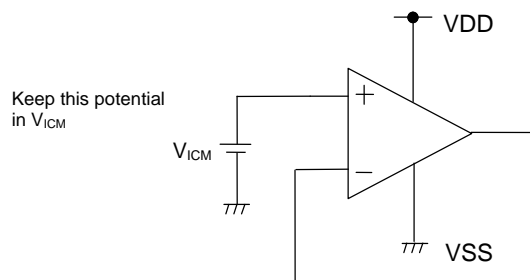 VDD
Keep this potential
in VICM
+
VICM
−
VSS